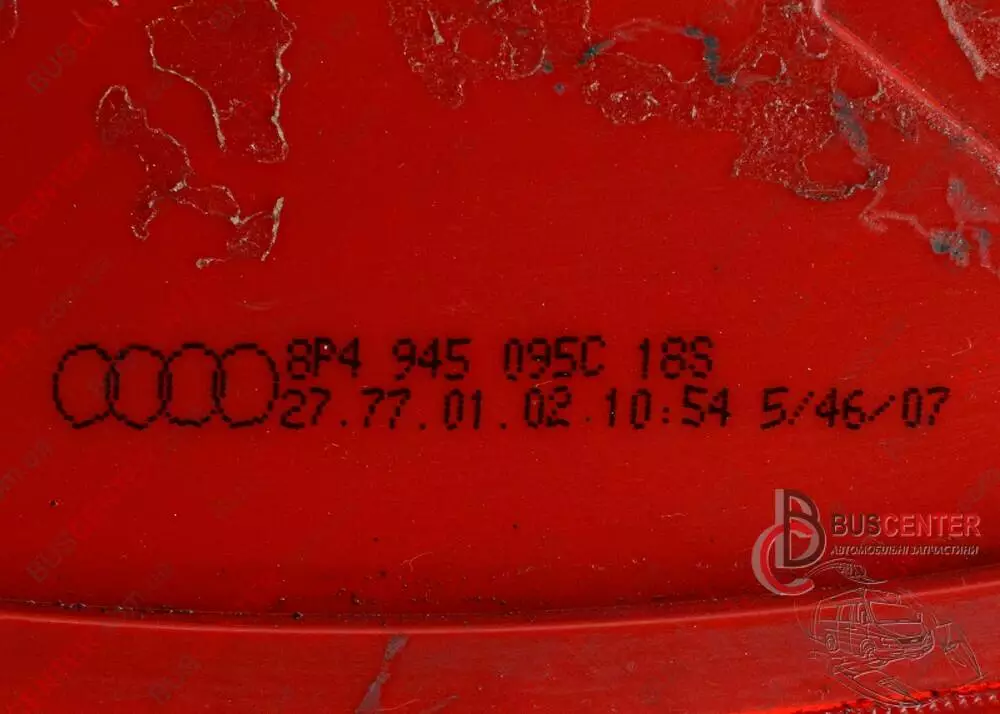 8P4 945 095C 18S
27.77.01.02.10:54 5/46/07
BUSCENTER
АВТОМОБІЛЬНІ ЗАПЧАСТИНИ